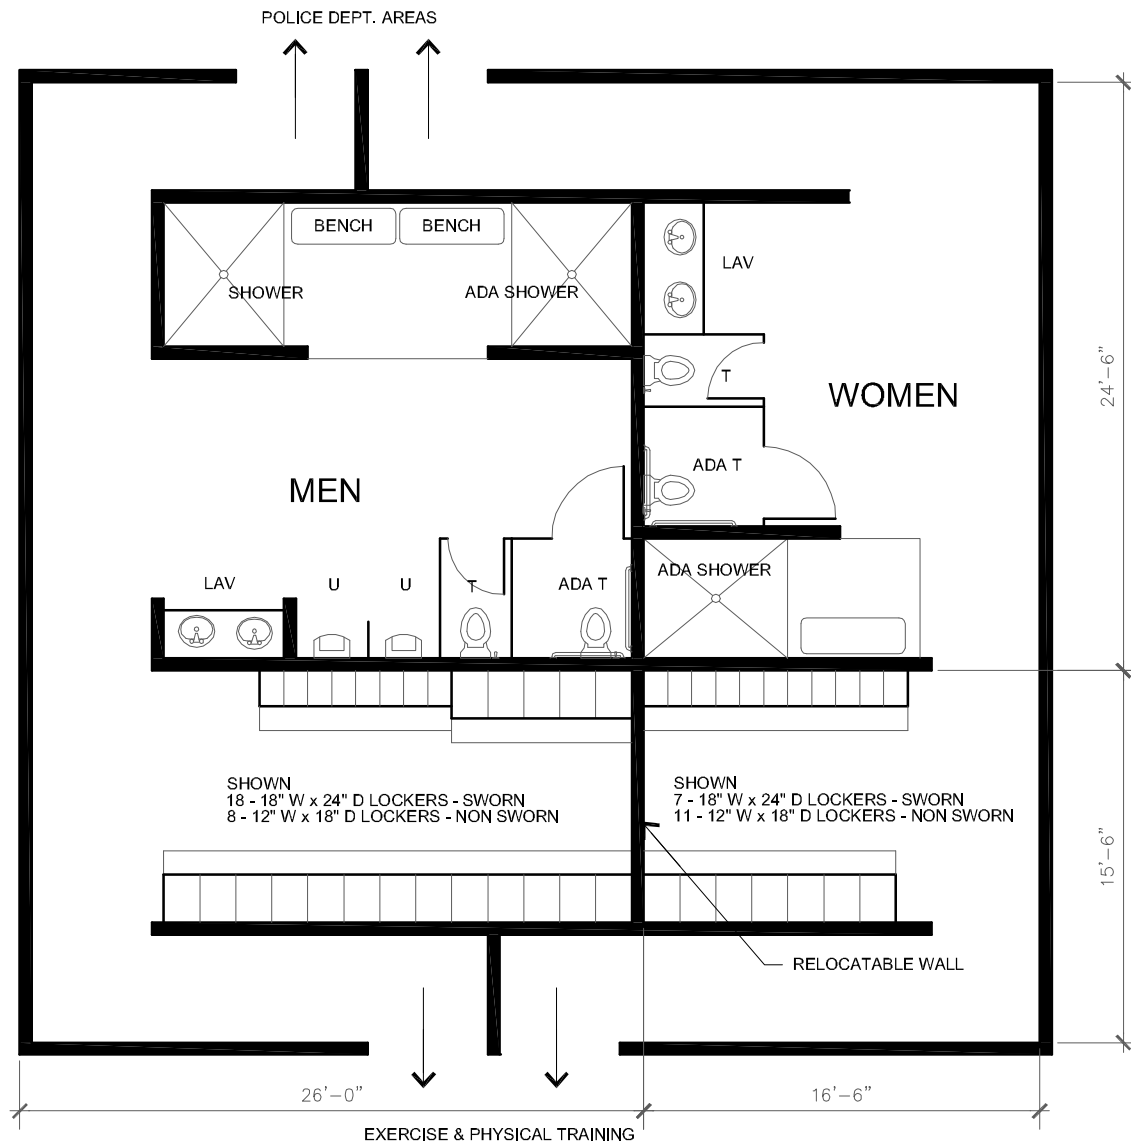 POLICE DEPT. AREAS
BENCH
BENCH
LAV
SHOWER
ADA SHOWER
T
WOMEN
24'-6"
ADA T
MEN
ADA SHOWER
LAV
U
U
T
ADA T
SHOWN
18 - 18" W x 24" D LOCKERS - SWORN
8 - 12" W x 18" D LOCKERS - NON SWORN
SHOWN
7 - 18" W x 24" D LOCKERS - SWORN
11 - 12" W x 18" D LOCKERS - NON SWORN
15'-6"
RELOCATABLE WALL
26'-0"
16'-6"
EXERCISE & PHYSICAL TRAINING